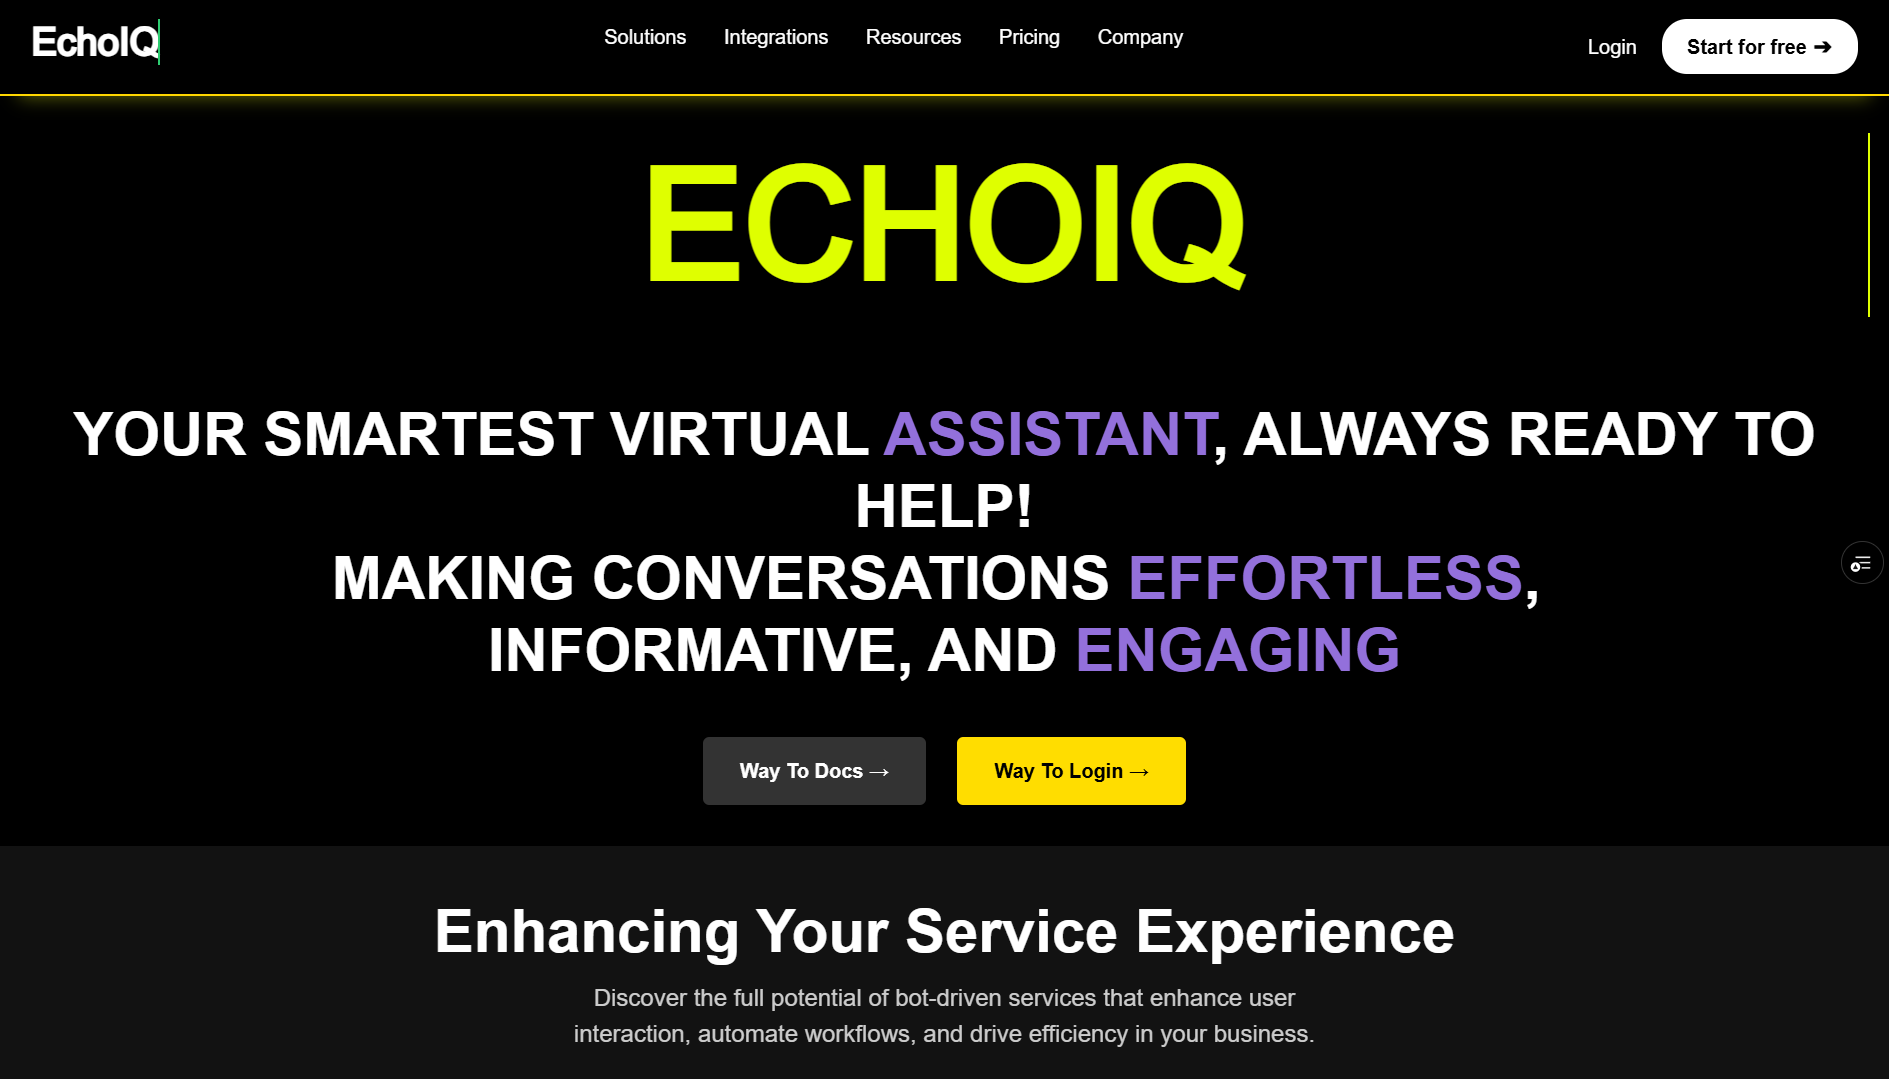 EchoIQ
Solutions Integrations Resources Pricing Company
Login
Start for free ➔
ECHOIQ
YOUR SMARTEST VIRTUAL ASSISTANT, ALWAYS READY TO
HELP!
MAKING CONVERSATIONS EFFORTLESS,
INFORMATIVE, AND ENGAGING
Way To Docs →
Way To Login →
Enhancing Your Service Experience
Discover the full potential of bot-driven services that enhance user
interaction, automate workflows, and drive efficiency in your business.